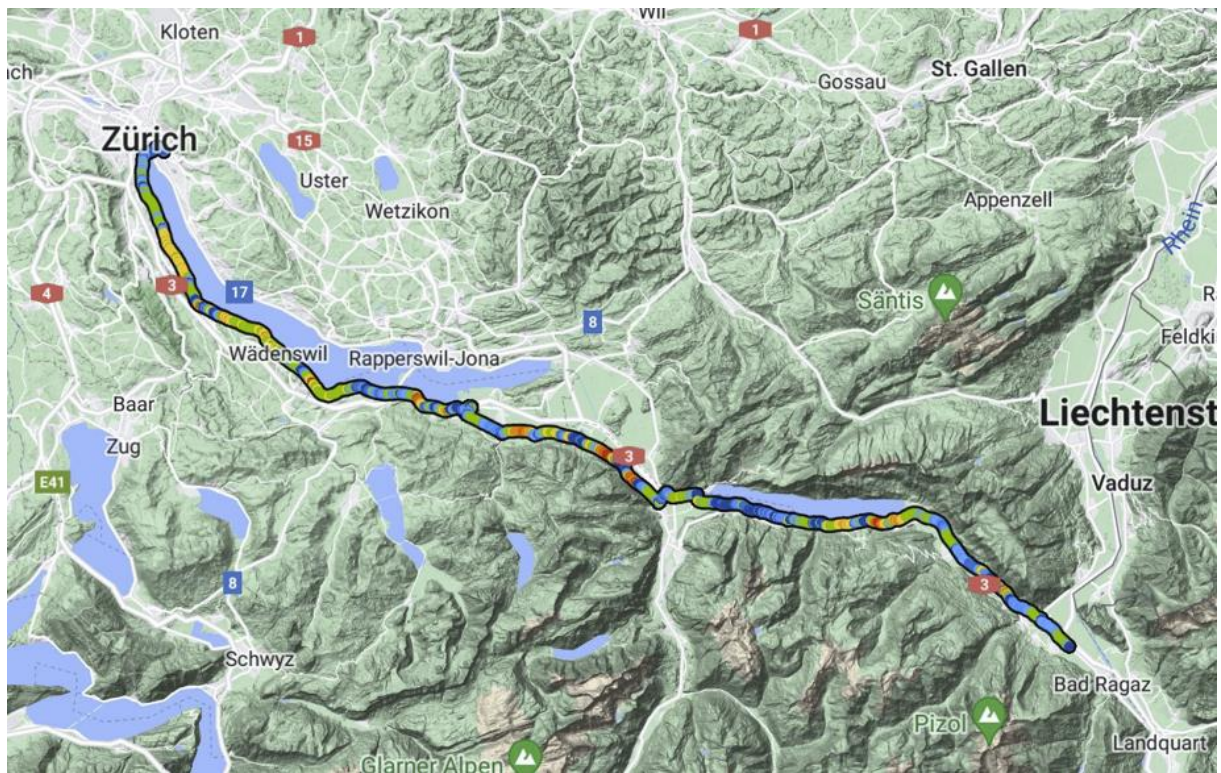 Wil
Kloten
1
1
St. Gallen
Gossau
Zürich
15
Uster
Wetzikon
Appenzell
Rhein
3
17
4
Säntis
8
Wädenswil
Rapperswil-Jona
Baar
Zug
Liechtenst
3
E41
Vaduz
8
3
Schwyz
Bad Ragaz
Pizol
Landquart
Glarner Alpen